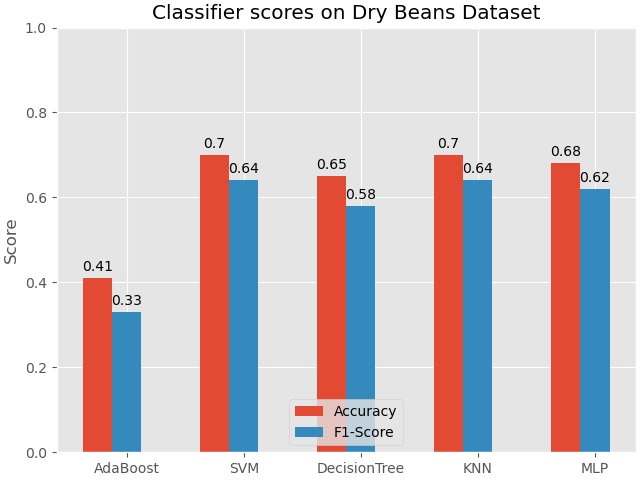 Classifier scores on Dry Beans Dataset
1.0
0.8
0.6
0.4
0.2
0.0
Score
0.41
0.33
0.7
0.64
0.65
0.58
0.7
0.64
0.68
0.62
Accuracy
F1-Score
AdaBoost
SVM
DecisionTree
KNN
MLP